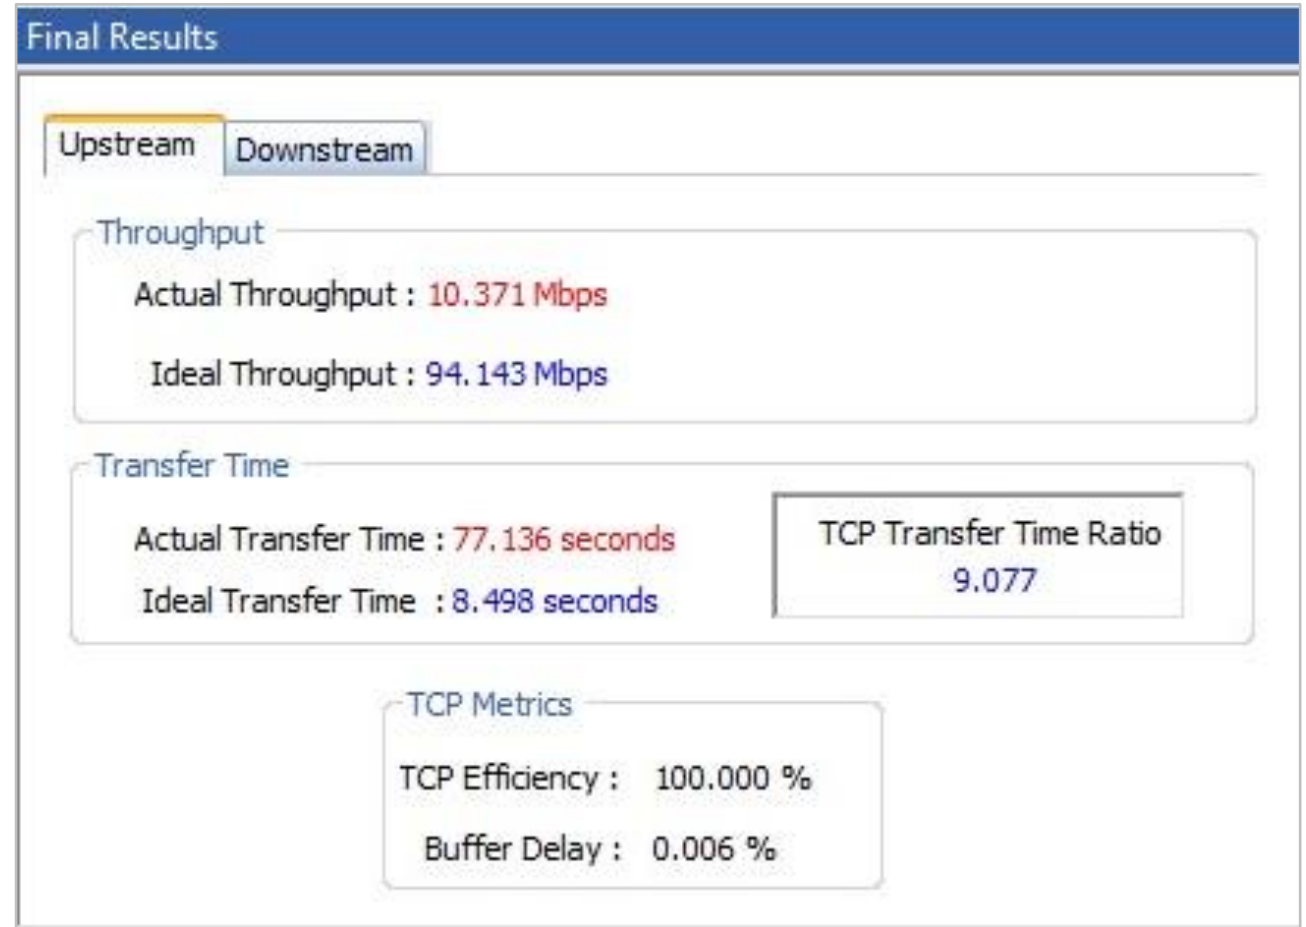 Final Results
Upstream Downstream
Throughput
Actual Throughput : 10.371 Mbps
Ideal Throughput : 94.143 Mbps
Transfer Time
Actual Transfer Time : 77.136 seconds
Ideal Transfer Time : 8.498 seconds
TCP Transfer Time Ratio
9.077
TCP Metrics
TCP Efficiency : 100.000 %
Buffer Delay : 0.006 %